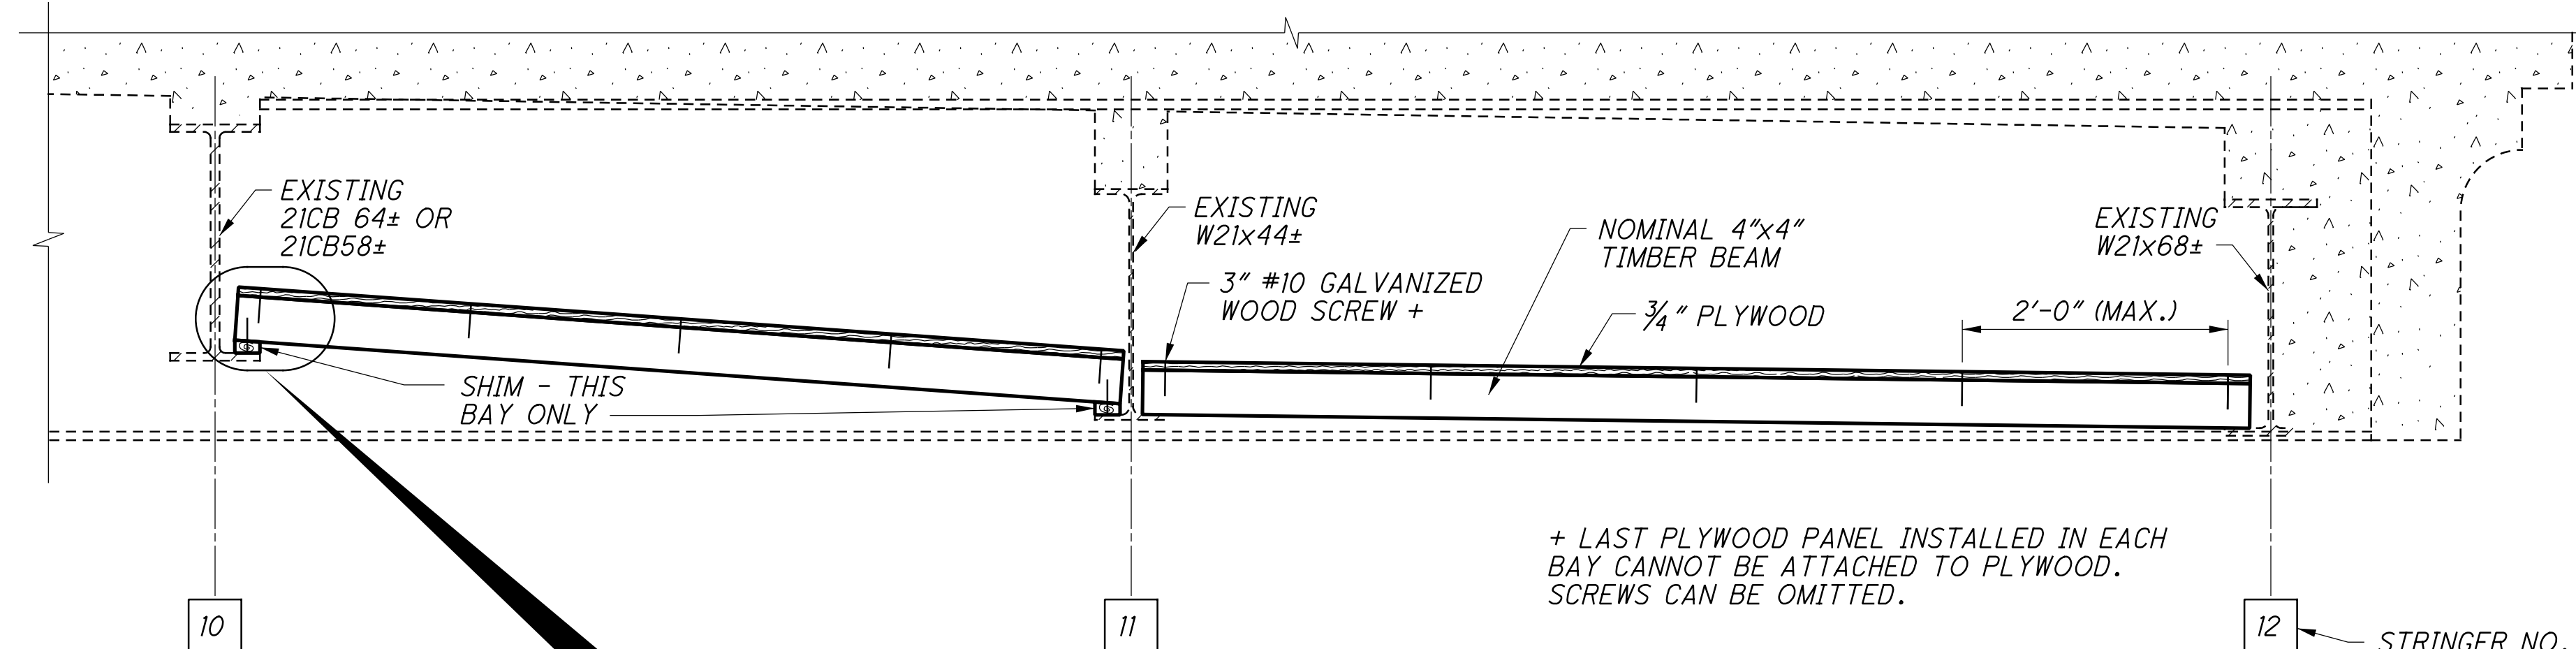 EXISTING
21CB 64± OR
21CB58±
EXISTING
W21x44±
NOMINAL 4"x4"
TIMBER BEAM
EXISTING
W21x68±
3" #10 GALVANIZED
WOOD SCREW +
3/4" PLYWOOD
2'-0" (MAX.)
SHIM - THIS
BAY ONLY
+ LAST PLYWOOD PANEL INSTALLED IN EACH
BAY CANNOT BE ATTACHED TO PLYWOOD.
SCREWS CAN BE OMITTED.
10
11
12
STRINGER NO.